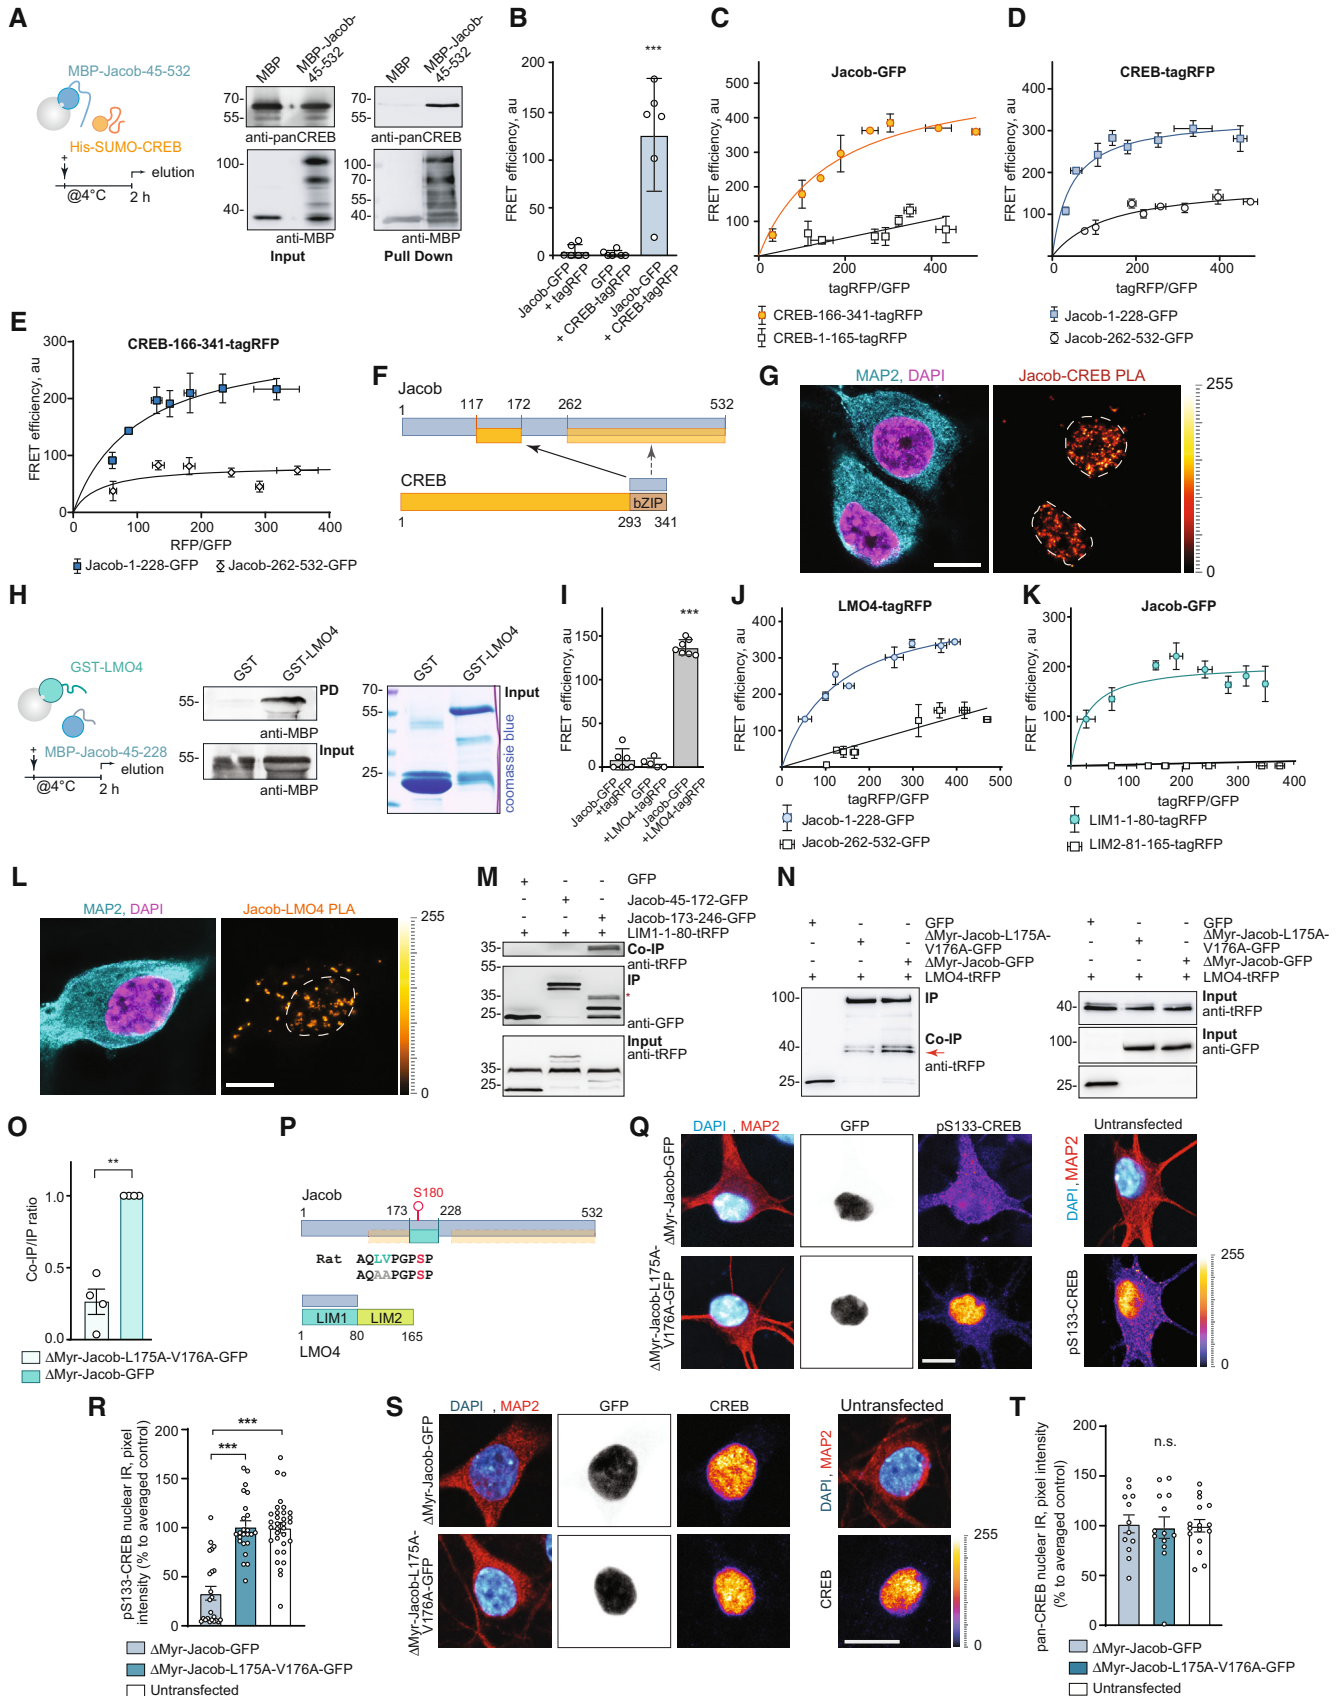 A
MBP-Jacob-45-532
His-SUMO-CREB
+
@4°C
elution
2 h
MBP
MBP-Jacob-
45-532
70-
55-
anti-panCREB
100-
40-
anti-MBP
Input
MBP
MBP-Jacob-
45-532
70-
55-
anti-panCREB
100-
70-
55-
40-
anti-MBP
Pull Down
B
FRET efficiency, au
200
150
100
50
0
***
Jacob-GFP
+ tagRFP
GFP
+ CREB-tagRFP
Jacob-GFP
+ CREB-tagRFP
C
Jacob-GFP
FRET efficiency, au
500
400
300
200
100
0
200
400
tagRFP/GFP
CREB-166-341-tagRFP
CREB-1-165-tagRFP
D
CREB-tagRFP
FRET efficiency, au
400
300
200
100
0
0
200
400
tagRFP/GFP
Jacob-1-228-GFP
Jacob-262-532-GFP
E
CREB-166-341-tagRFP
FRET efficiency, au
300
200
100
0
0
100
200
300
400
RFP/GFP
Jacob-1-228-GFP
Jacob-262-532-GFP
F
Jacob
1
117
172
262
532
CREB
bZIP
1
293
341
G
MAP2, DAPI
Jacob-CREB PLA
255
0
H
GST-LMO4
MBP-Jacob-45-228
+
@4°C
elution
2 h
GST
GST-LMO4
55-
PD
anti-MBP
55-
Input
anti-MBP
GST
GST-LMO4
70-
55-
25-
Input
coomassie blue
I
FRET efficiency, au
150
100
50
0
***
Jacob-GFP
+tagRFP
GFP
+LMO4-tagRFP
Jacob-GFP
+LMO4-tagRFP
J
LMO4-tagRFP
FRET efficiency, au
400
300
200
100
0
0
100
200
300
400
500
tagRFP/GFP
Jacob-1-228-GFP
Jacob-262-532-GFP
K
Jacob-GFP
FRET efficiency, au
300
200
100
0
100
200
300
400
tagRFP/GFP
LIM1-1-80-tagRFP
LIM2-81-165-tagRFP
L
MAP2, DAPI
Jacob-LMO4 PLA
255
0
M
+ - - GFP
- + - Jacob-45-172-GFP
- - + Jacob-173-246-GFP
+ + + LIM1-1-80-tRFP
35-
Co-IP
anti-tRFP
55-
IP
35-
*
25-
anti-GFP
Input
anti-tRFP
35-
25-
N
+ - - GFP
- + - ΔMyr-Jacob-L175A-
V176A-GFP
- - + ΔMyr-Jacob-GFP
+ + + LMO4-tRFP
100-
IP
Co-IP
40-
anti-tRFP
25-
+ - - GFP
- + - ΔMyr-Jacob-L175A-
V176A-GFP
- - + ΔMyr-Jacob-GFP
+ + + LMO4-tRFP
40-
Input
anti-tRFP
100-
Input
anti-GFP
25-
O
Co-IP/IP ratio
1.0
0.5
0.0
**
ΔMyr-Jacob-L175A-V176A-GFP
ΔMyr-Jacob-GFP
P
Jacob
S180
1
173
228
532
Rat AQLVPGPSP
AQAAPGPSP
LIM1
LIM2
1
80
165
LMO4
Q
DAPI , MAP2
GFP
pS133-CREB
ΔMyr-Jacob-GFP
ΔMyr-Jacob-L175A-
V176A-GFP
Untransfected
DAPI, MAP2
pS133-CREB
255
0
R
pS133-CREB nuclear IR, pixel
intensity (% to averaged control)
200
150
100
50
0
***
***
ΔMyr-Jacob-GFP
ΔMyr-Jacob-L175A-V176A-GFP
Untransfected
S
DAPI , MAP2
GFP
CREB
ΔMyr-Jacob-GFP
ΔMyr-Jacob-L175A-
V176A-GFP
Untransfected
DAPI, MAP2
CREB
255
0
T
pan-CREB nuclear IR, pixel intensity
(% to averaged control)
200
150
100
50
0
n.s.
ΔMyr-Jacob-GFP
ΔMyr-Jacob-L175A-V176A-GFP
Untransfected